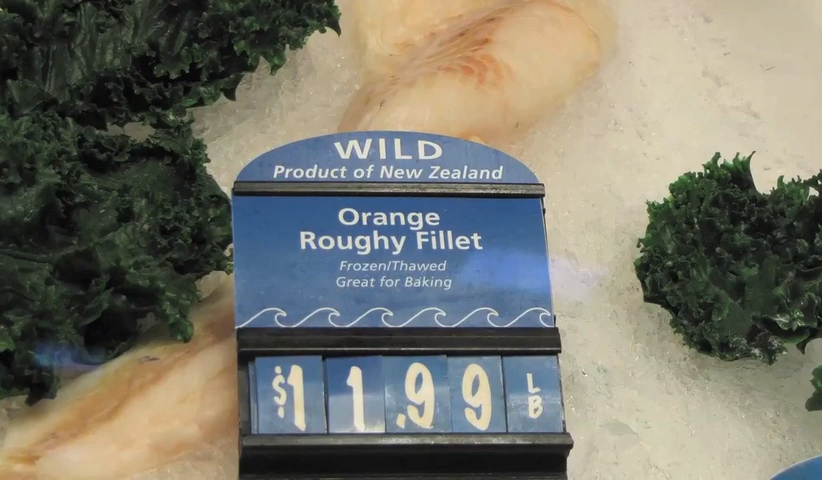 WILD
Product of New Zealand
Orange
Roughy Fillet
Frozen/Thawed
Great for Baking
$11.99 LB